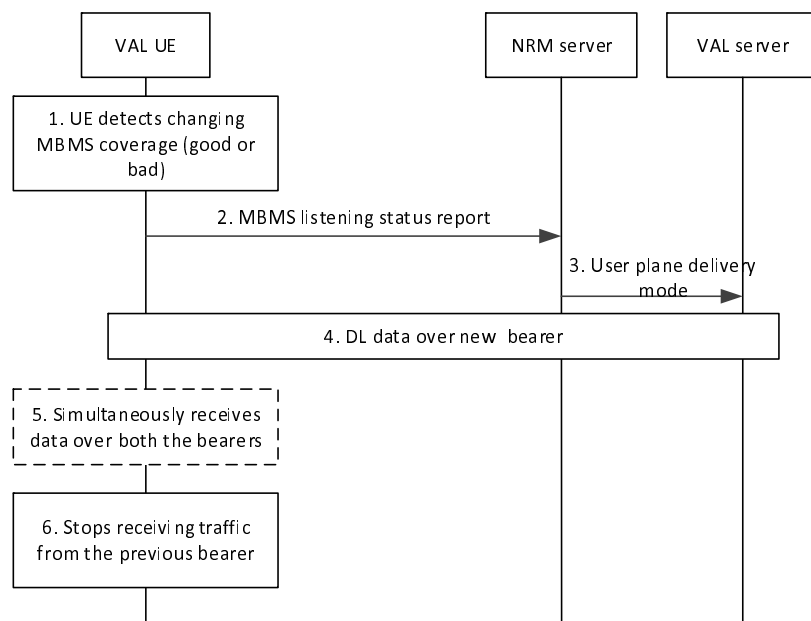 VAL UE
NRM server
VAL server
1. UE detects changing
MBMS coverage (good or
bad)
2. MBMS listening status report
3. User plane delivery
mode
4. DL data over new bearer
5. Simultaneously receives
data over both the bearers
6. Stops receiving traffic
from the previous bearer